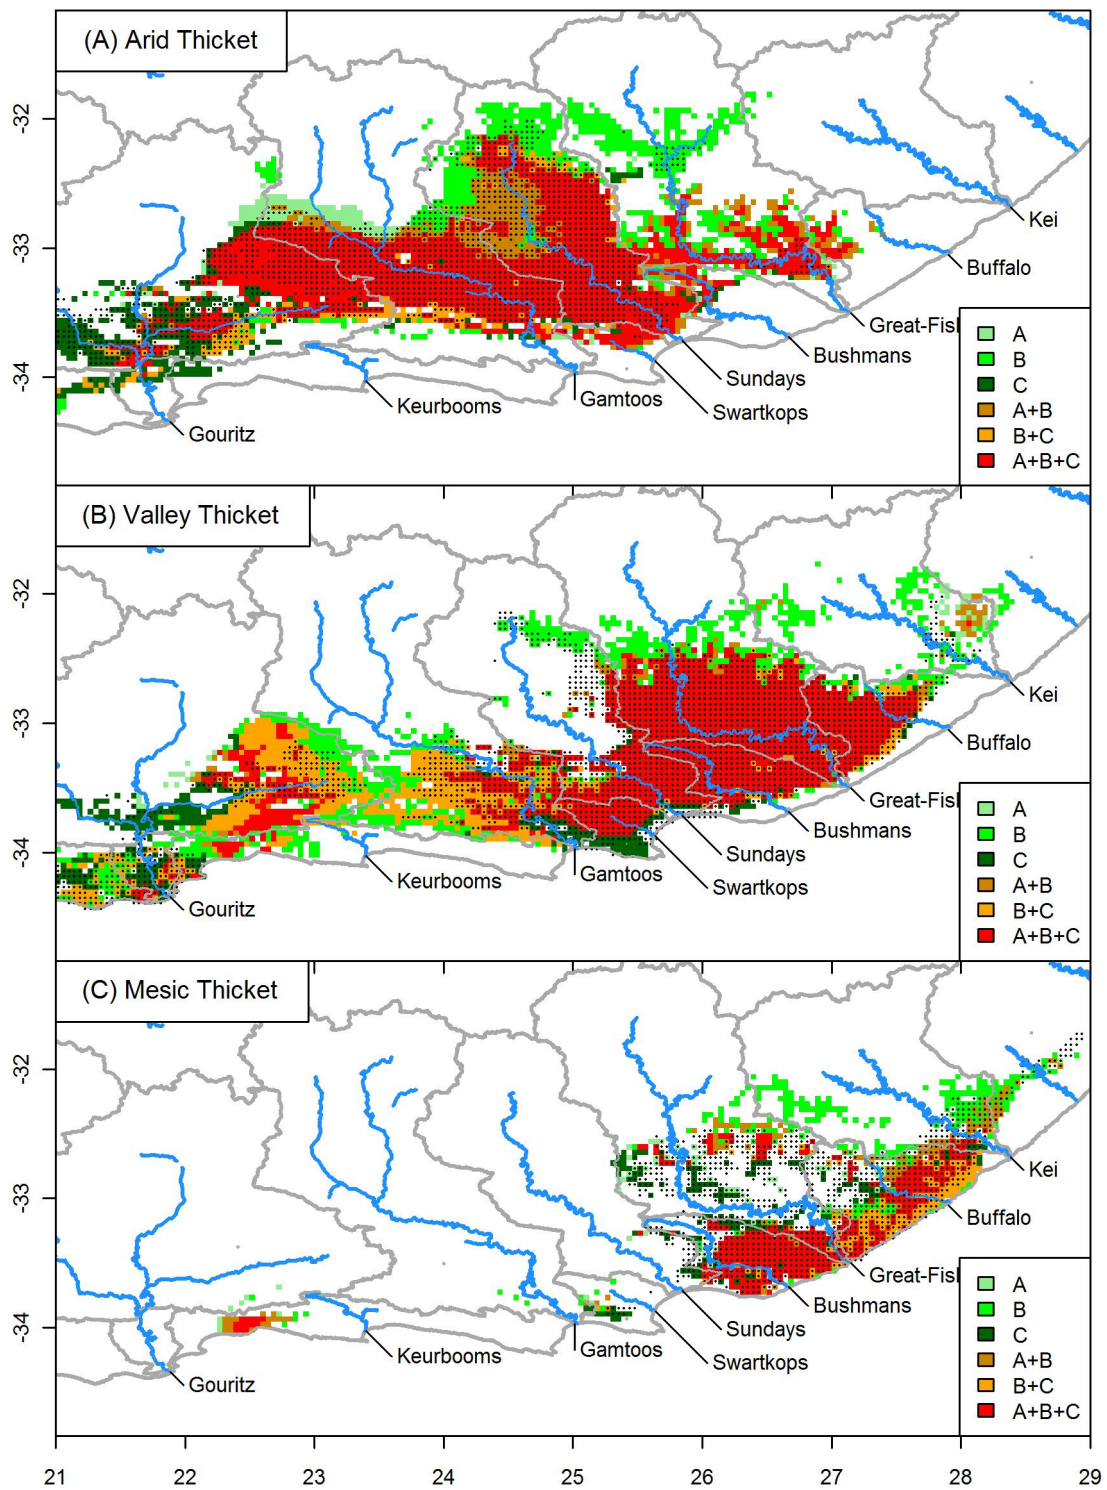 (A) Arid Thicket
-32
-33
-34
Kei
Buffalo
Great-Fisl
Bushmans
Sundays
Swartkops
Gamtoos
Keurbooms
Gouritz
A
B
C
A+B
B+C
A+B+C
(B) Valley Thicket
-32
-33
-34
Kei
Buffalo
Great-Fisl
Bushmans
Sundays
Swartkops
Gamtoos
Keurbooms
Gouritz
A
B
C
A+B
B+C
A+B+C
(C) Mesic Thicket
-32
-33
-34
Kei
Buffalo
Great-Fisl
Bushmans
Sundays
Swartkops
Gamtoos
Keurbooms
Gouritz
A
B
C
A+B
B+C
A+B+C
21 22 23 24 25 26 27 28 29